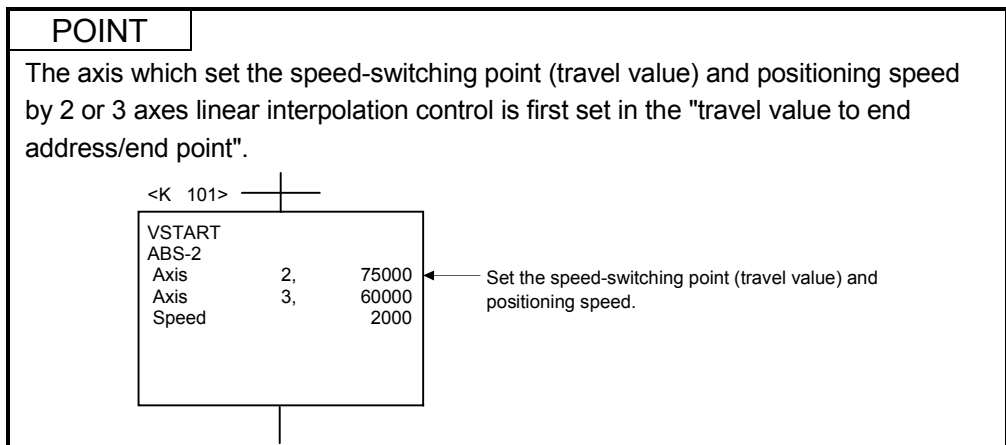 POINT
The axis which set the speed-switching point (travel value) and positioning speed
by 2 or 3 axes linear interpolation control is first set in the "travel value to end
address/end point".
<K 101>
VSTART
ABS-2
Axis 2, 75000
Axis 3, 60000
Speed 2000
Set the speed-switching point (travel value) and
positioning speed.